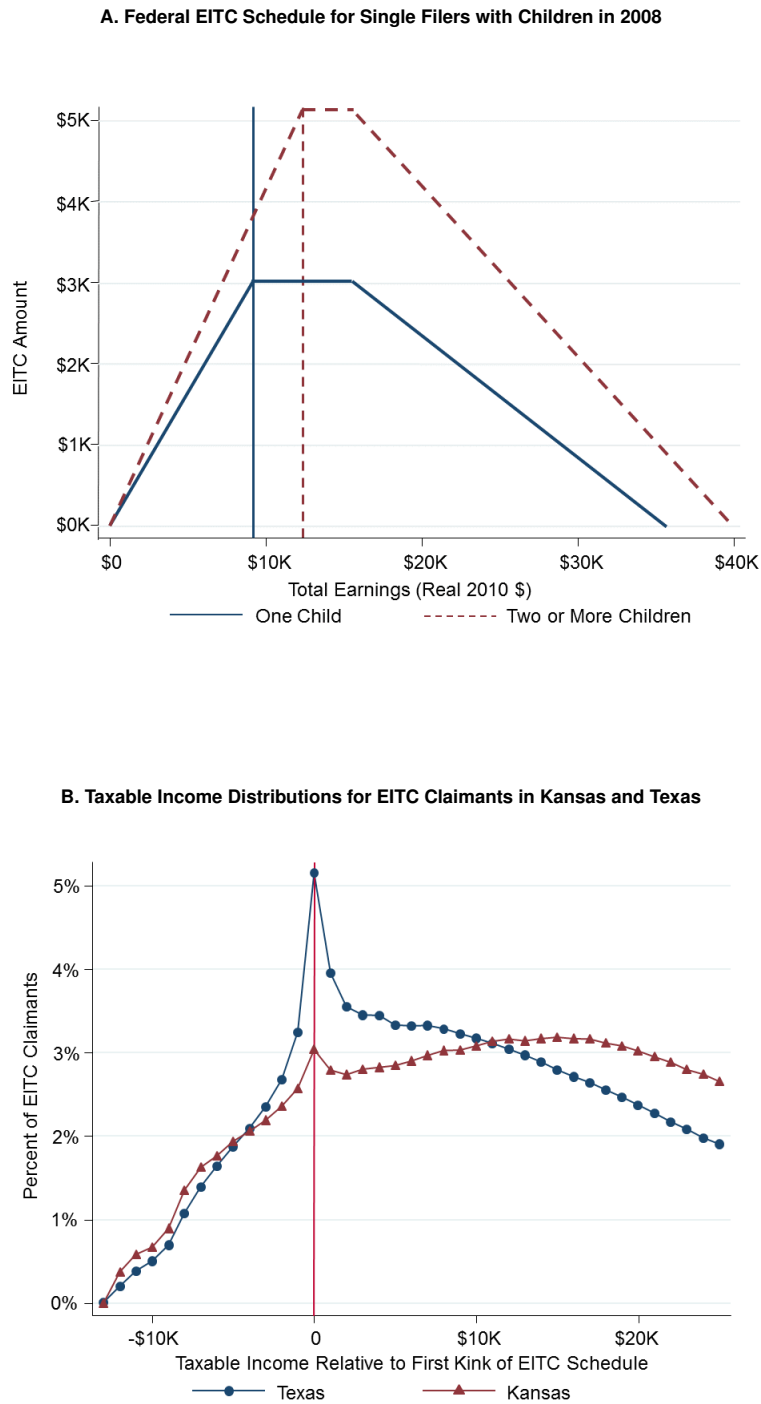 A. Federal EITC Schedule for Single Filers with Children in 2008
$5K
$4K
$3K
$2K
$1K
$0K
EITC Amount
$0 $10K $20K $30K $40K
Total Earnings (Real 2010 $)
One Child Two or More Children
B. Taxable Income Distributions for EITC Claimants in Kansas and Texas
5%
4%
3%
2%
1%
0%
Percent of EITC Claimants
-$10K 0 $10K $20K
Taxable Income Relative to First Kink of EITC Schedule
Texas Kansas